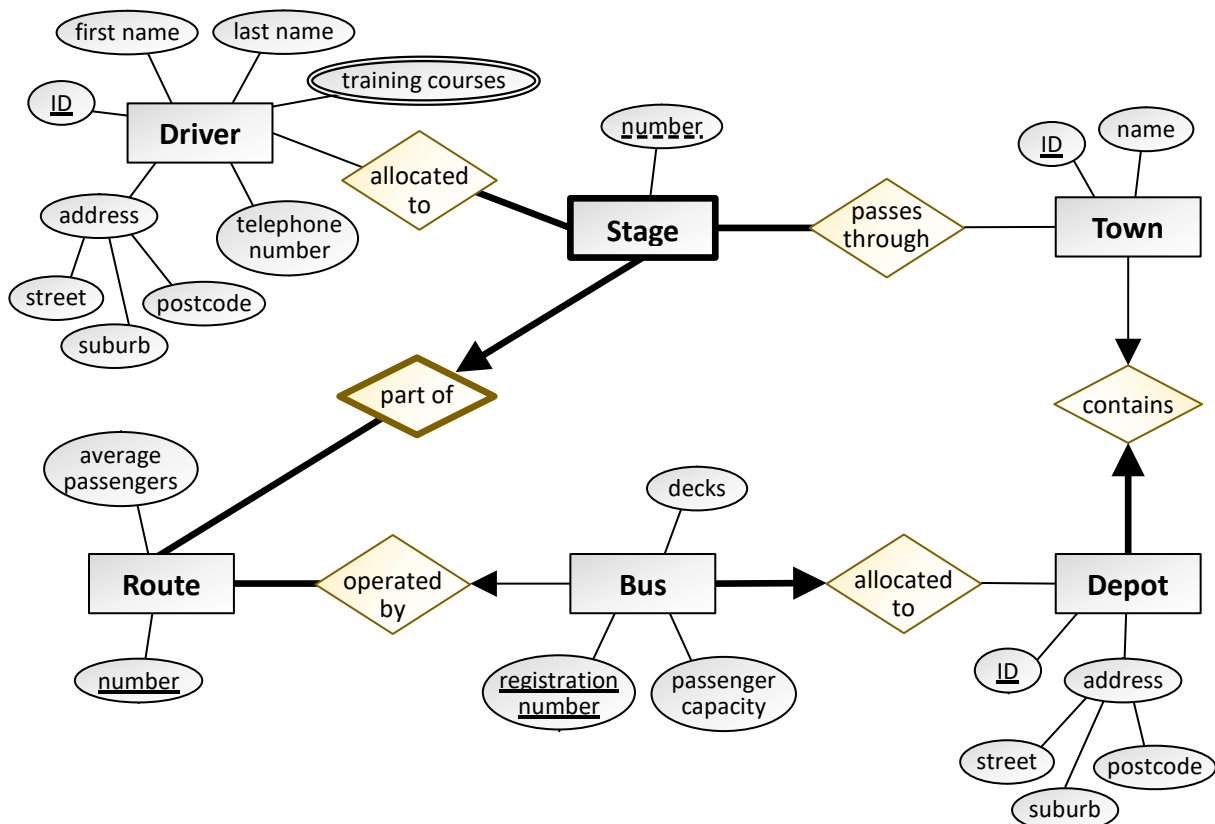 first name
last name
training courses
ID
Driver
number
ID
name
allocated
to
passes
through
address
telephone
number
Stage
Town
street
postcode
suburb
part of
contains
average
passengers
decks
Route
operated
by
Bus
allocated
to
Depot
number
registration
number
passenger
capacity
ID
address
street
postcode
suburb